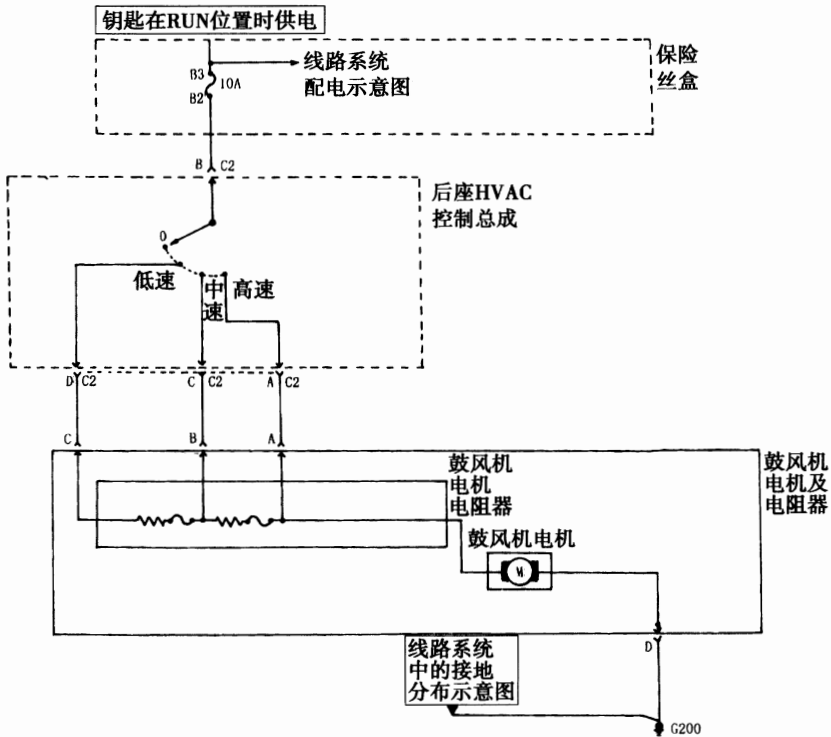 钥匙在RUN位置时供电
线路系统
配电示意图
保险
丝盒
B3
10A
B2
B C2
后座HVAC
控制总成
0
低速
中
速
高速
D C2
C C2
A C2
C
B
A
鼓风机
电机
电阻器
鼓风机
电机及
电阻器
鼓风机电机
M
D
线路系统
中的接地
分布示意图
G200